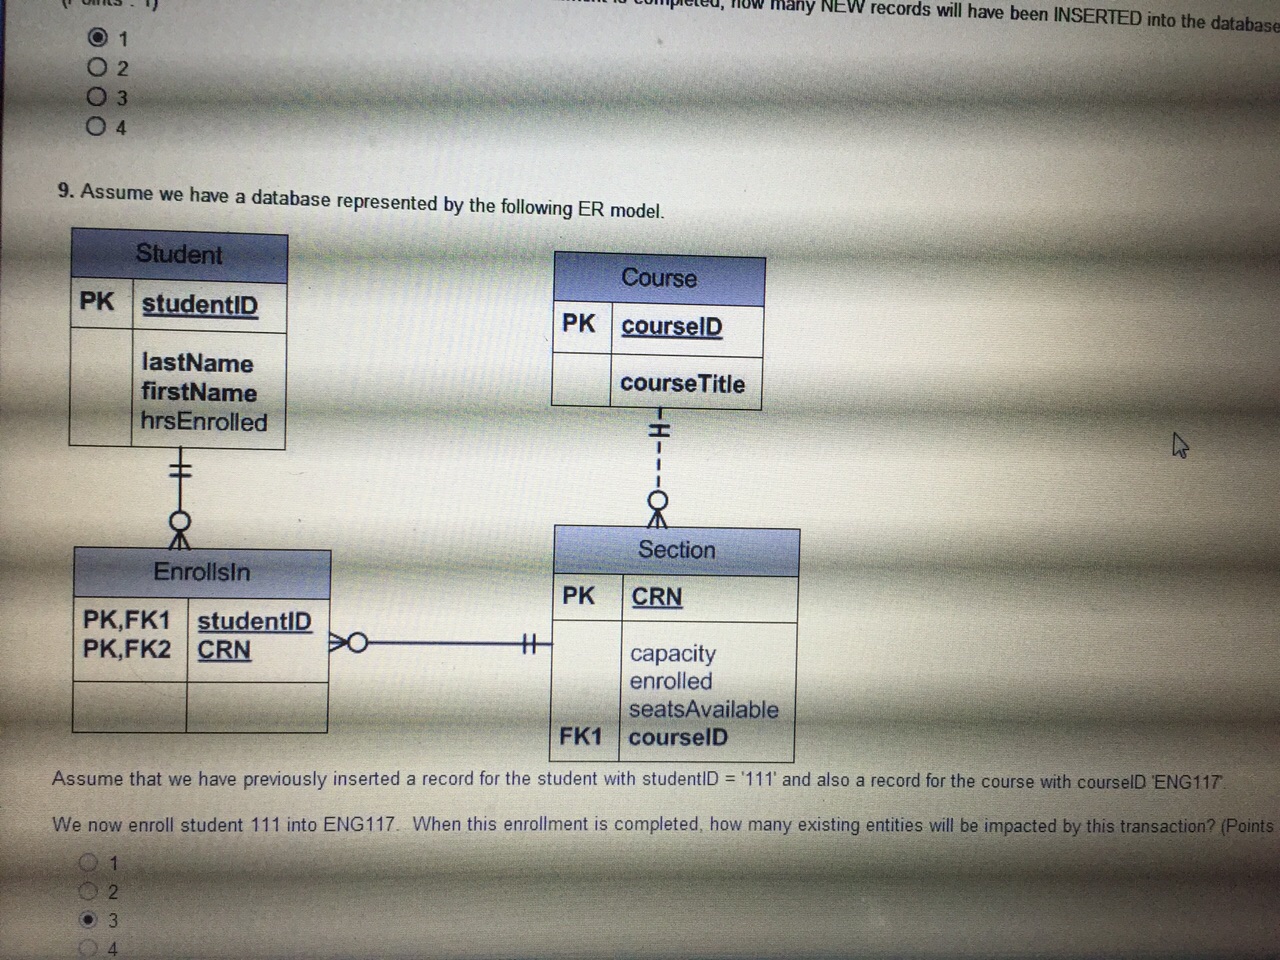 completed, how many NEW records will have been INSERTED into the database
1
2
3
4
9. Assume we have a database represented by the following ER model.
Student
PK studentID
lastName
firstName
hrsEnrolled
Course
PK courseID
courseTitle
EnrollsIn
PK,FK1 studentID
PK,FK2 CRN
Section
PK CRN
capacity
enrolled
seatsAvailable
FK1 courseID
Assume that we have previously inserted a record for the student with studentID = '111' and also a record for the course with courseID 'ENG117'.
We now enroll student 111 into ENG117. When this enrollment is completed, how many existing entities will be impacted by this transaction? (Points
1
2
3
4